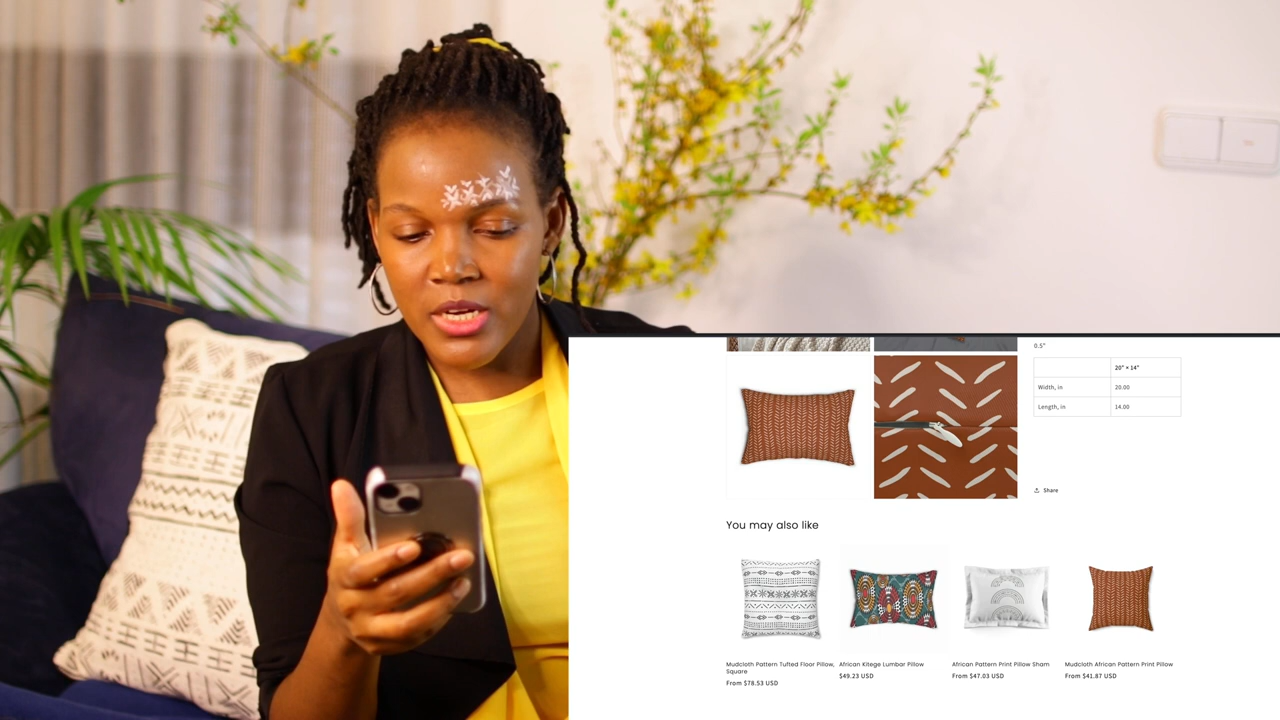 0.5"
20" × 14"
Width, in 20.00
Length, in 14.00
Share
You may also like
Mudcloth Pattern Tufted Floor Pillow, Square
From $78.53 USD
African Kitege Lumbar Pillow
$49.23 USD
African Pattern Print Pillow Sham
From $47.03 USD
Mudcloth African Pattern Print Pillow
From $41.87 USD